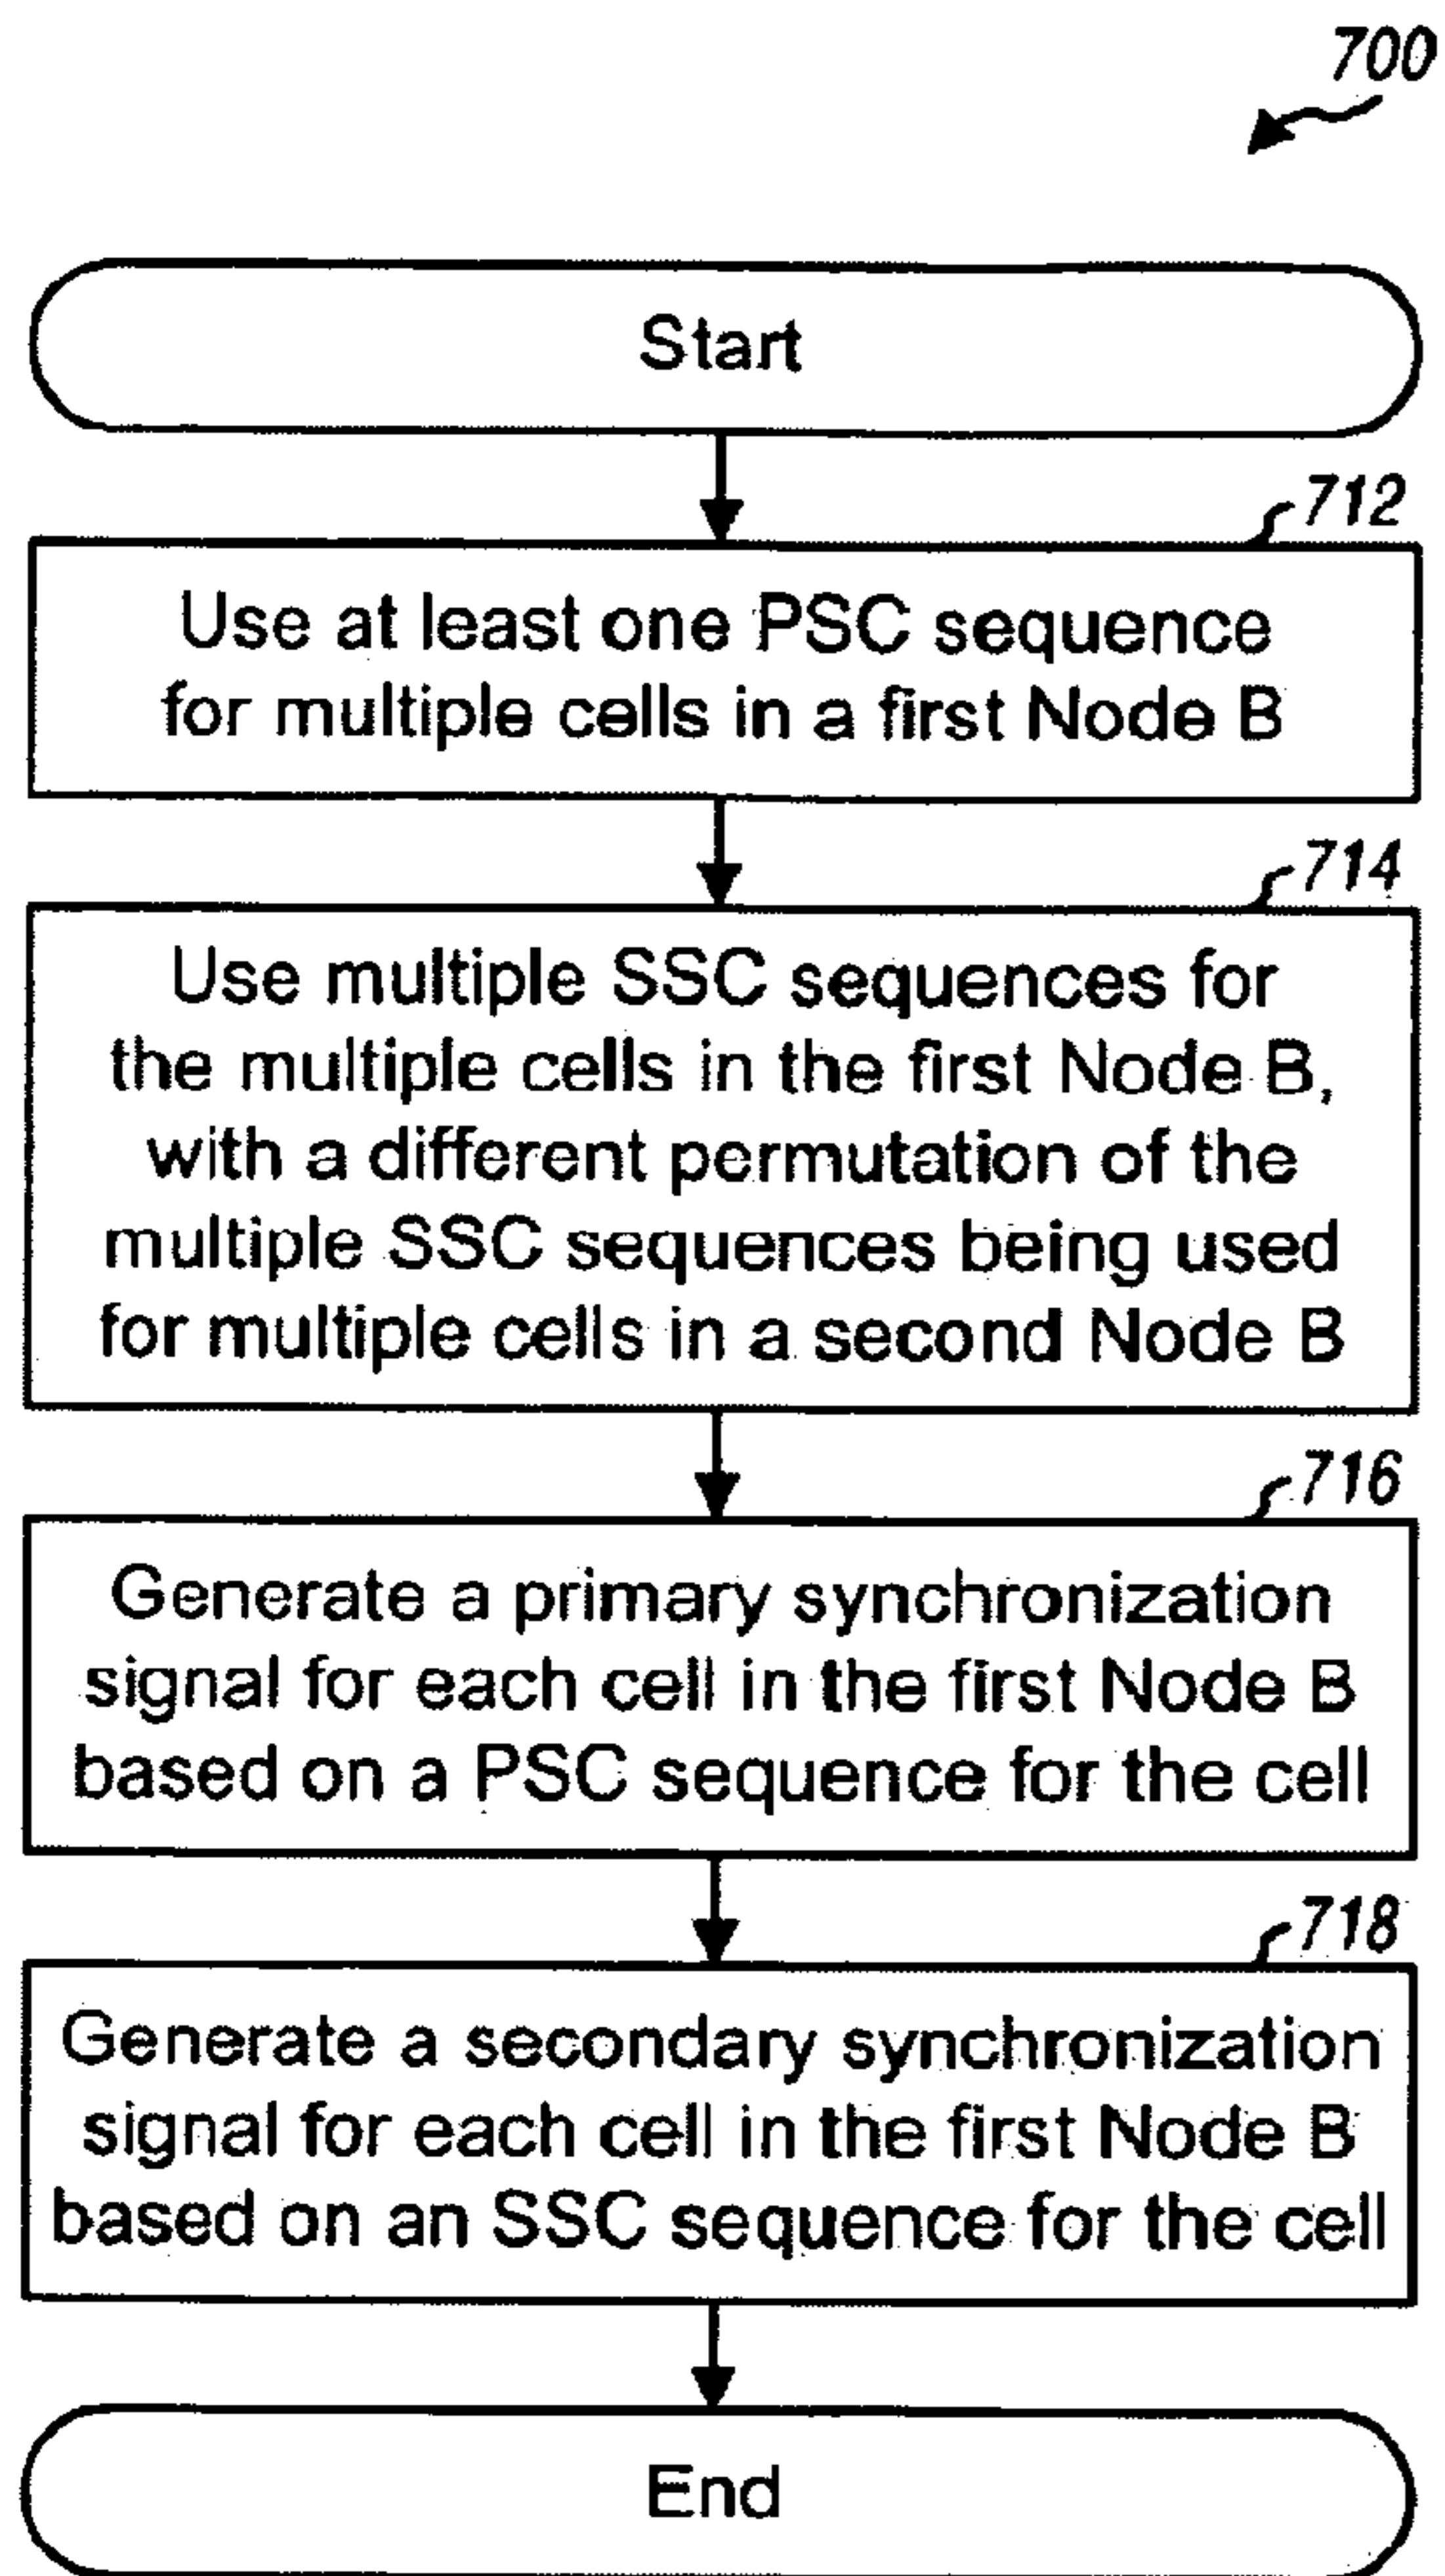 700
Start
712
Use at least one PSC sequence
for multiple cells in a first Node B
714
Use multiple SSC sequences for
the multiple cells in the first Node B,
with a different permutation of the
multiple SSC sequences being used
for multiple cells in a second Node B
716
Generate a primary synchronization
signal for each cell in the first Node B
based on a PSC sequence for the cell
718
Generate a secondary synchronization
signal for each cell in the first Node B
based on an SSC sequence for the cell
End